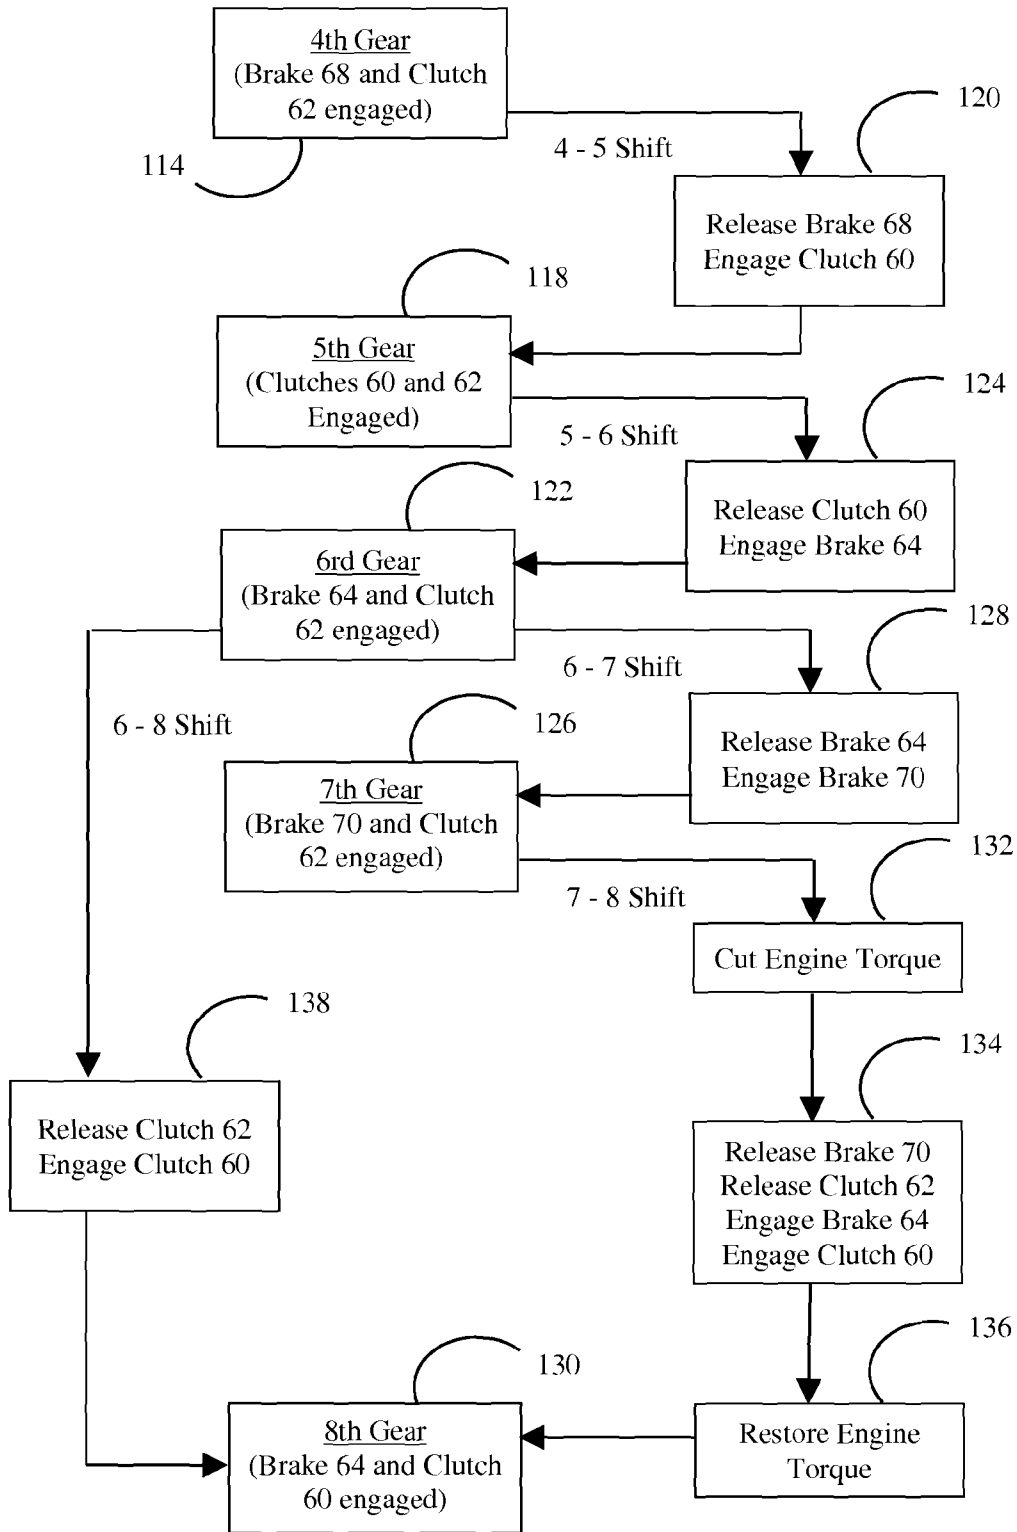 4th Gear
(Brake 68 and Clutch
62 engaged)
114
4 - 5 Shift
120
Release Brake 68
Engage Clutch 60
118
5th Gear
(Clutches 60 and 62
Engaged)
5 - 6 Shift
124
Release Clutch 60
Engage Brake 64
122
6rd Gear
(Brake 64 and Clutch
62 engaged)
6 - 7 Shift
128
Release Brake 64
Engage Brake 70
6 - 8 Shift
126
7th Gear
(Brake 70 and Clutch
62 engaged)
7 - 8 Shift
132
Cut Engine Torque
138
Release Clutch 62
Engage Clutch 60
134
Release Brake 70
Release Clutch 62
Engage Brake 64
Engage Clutch 60
136
Restore Engine
Torque
130
8th Gear
(Brake 64 and Clutch
60 engaged)